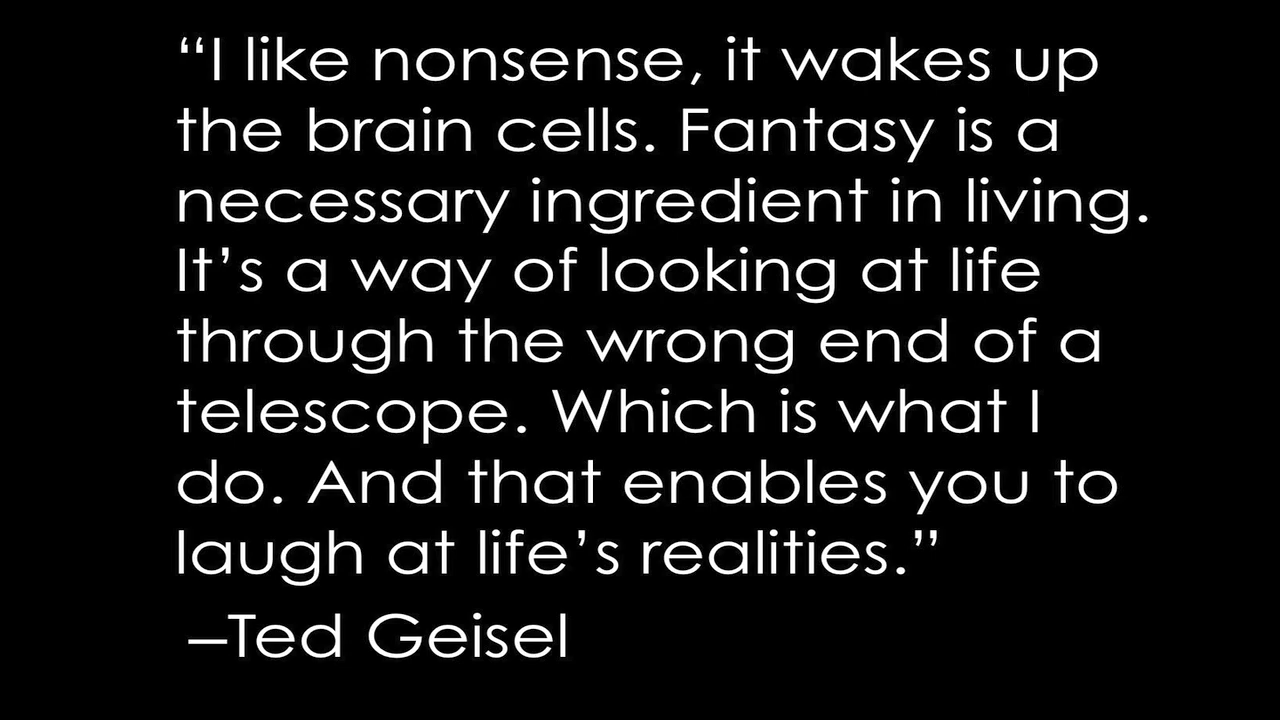 “I like nonsense, it wakes up
the brain cells. Fantasy is a
necessary ingredient in living.
It’s a way of looking at life
through the wrong end of a
telescope. Which is what I
do. And that enables you to
laugh at life’s realities.”
–Ted Geisel